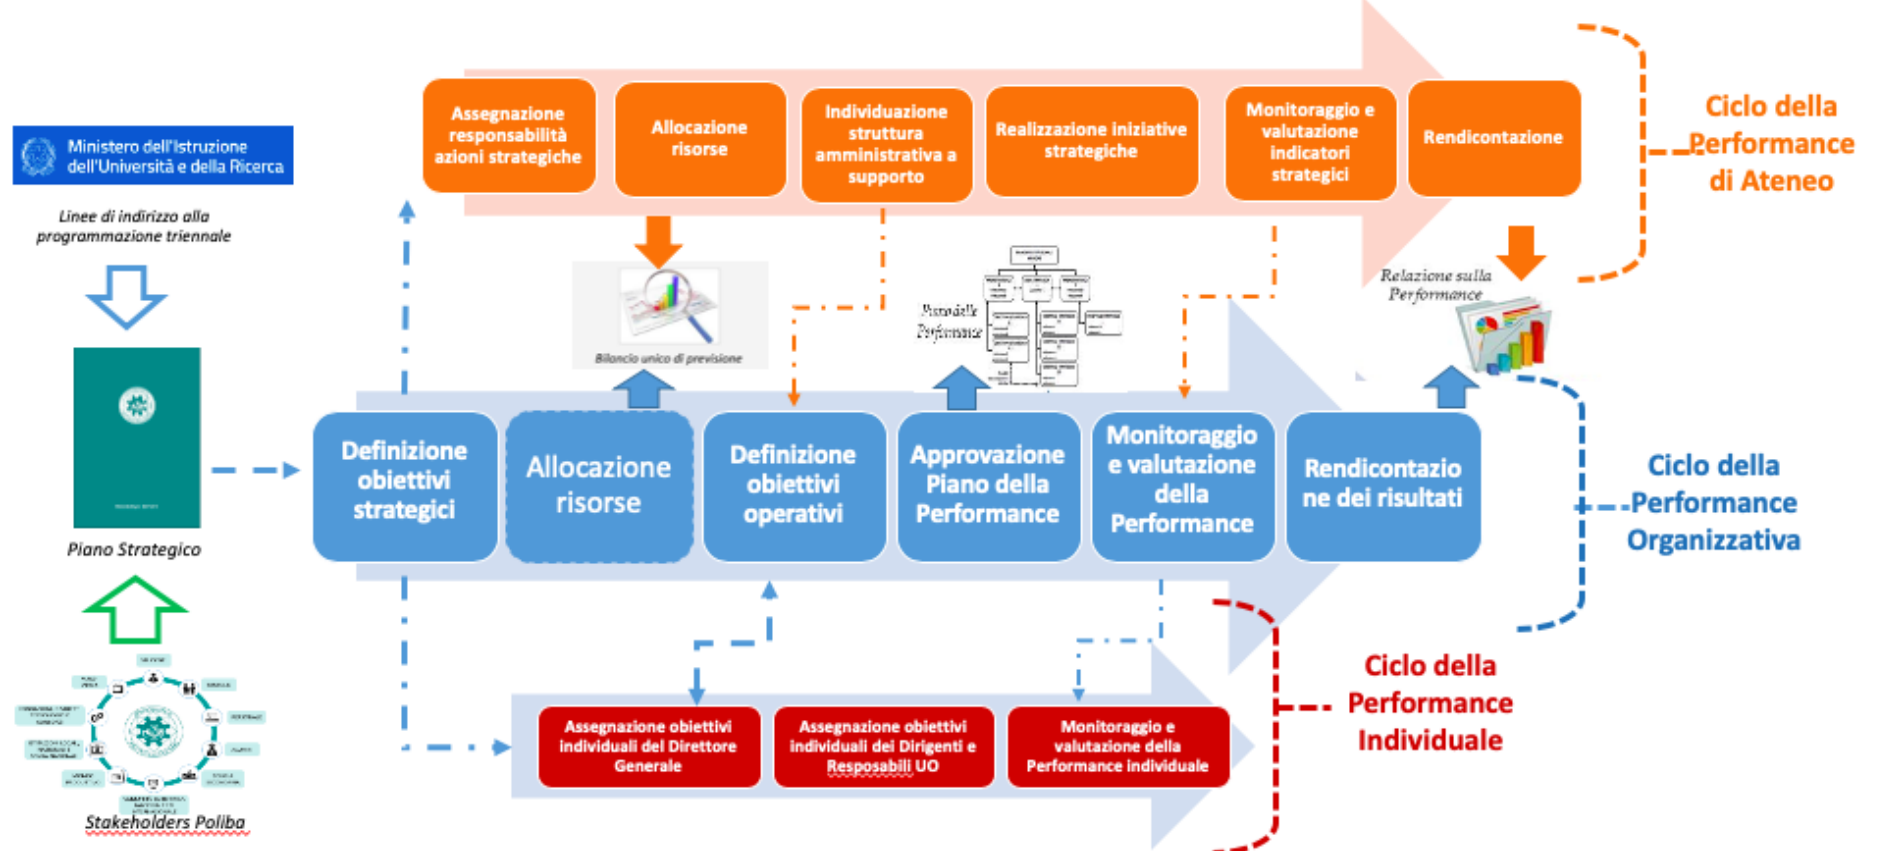 Assegnazione
responsabilità
azioni strategiche
Allocazione
risorse
Individuazione
struttura
amministrativa a
supporto
Realizzazione iniziative
strategiche
Monitoraggio e
valutazione
indicatori
strategici
Rendicontazione
Ciclo della
Performance
di Ateneo
Ministero dell'Istruzione
dell'Università e della Ricerca
Linee di indirizzo alla
programmazione triennale
Bilancio unico di previsione
Piano delle
Performance
Relazione sulla
Performance
Definizione
obiettivi
strategici
Allocazione
risorse
Definizione
obiettivi
operativi
Approvazione
Piano della
Performance
Monitoraggio
e valutazione
della
Performance
Rendicontazio
ne dei risultati
Ciclo della
Performance
Organizzativa
Piano Strategico
Assegnazione obiettivi
individuali del Direttore
Generale
Assegnazione obiettivi
individuali dei Dirigenti e
Resposabili UO
Monitoraggio e
valutazione della
Performance individuale
Ciclo della
Performance
Individuale
Stakeholders Poliba